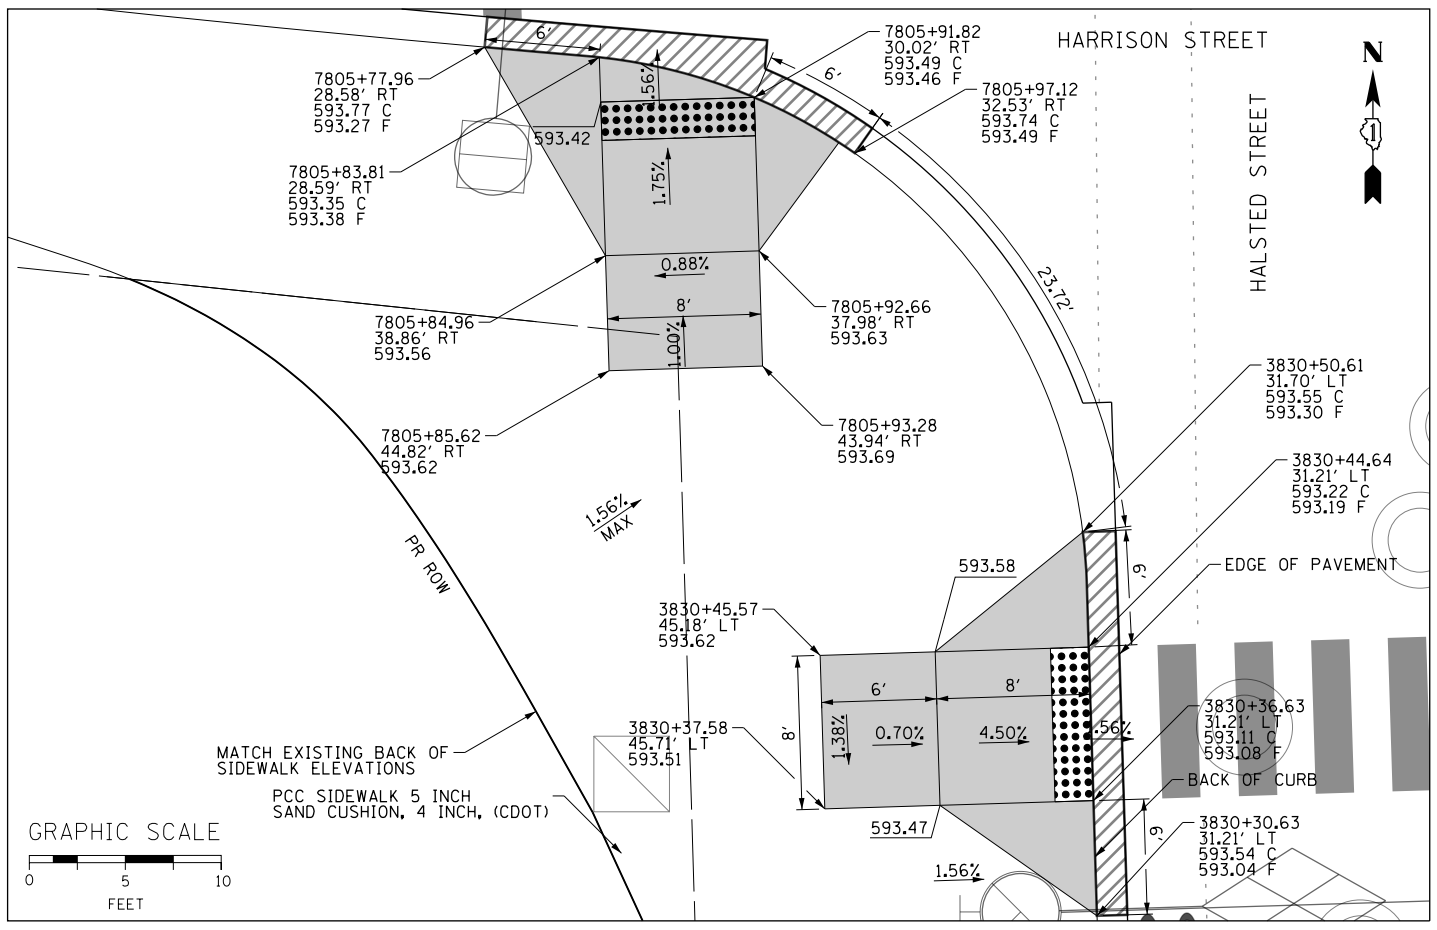 HARRISON STREET
HALSTED STREET
N
1
6'
7805+77.96
28.58' RT
593.77 C
593.27 F
7805+91.82
30.02' RT
593.49 C
593.46 F
6'
7805+97.12
32.53' RT
593.74 C
593.49 F
1.56%
593.42
7805+83.81
28.59' RT
593.35 C
593.38 F
1.75%
0.88%
8'
1.00%
7805+84.96
38.86' RT
593.56
7805+92.66
37.98' RT
593.63
23.72'
7805+85.62
44.82' RT
593.62
7805+93.28
43.94' RT
593.69
3830+50.61
31.70' LT
593.55 C
593.30 F
3830+44.64
31.21' LT
593.22 C
593.19 F
1.56%
MAX
PR ROW
593.58
6'
EDGE OF PAVEMENT
3830+45.57
45.18' LT
593.62
6'
8'
8'
1.38%
0.70%
4.50%
.56%
3830+37.58
45.71' LT
593.51
3830+36.63
31.21' LT
593.11 C
593.08 F
BACK OF CURB
MATCH EXISTING BACK OF
SIDEWALK ELEVATIONS
PCC SIDEWALK 5 INCH
SAND CUSHION, 4 INCH, (CDOT)
593.47
6'
3830+30.63
31.21' LT
593.54 C
593.04 F
1.56%
GRAPHIC SCALE
0 5 10
FEET